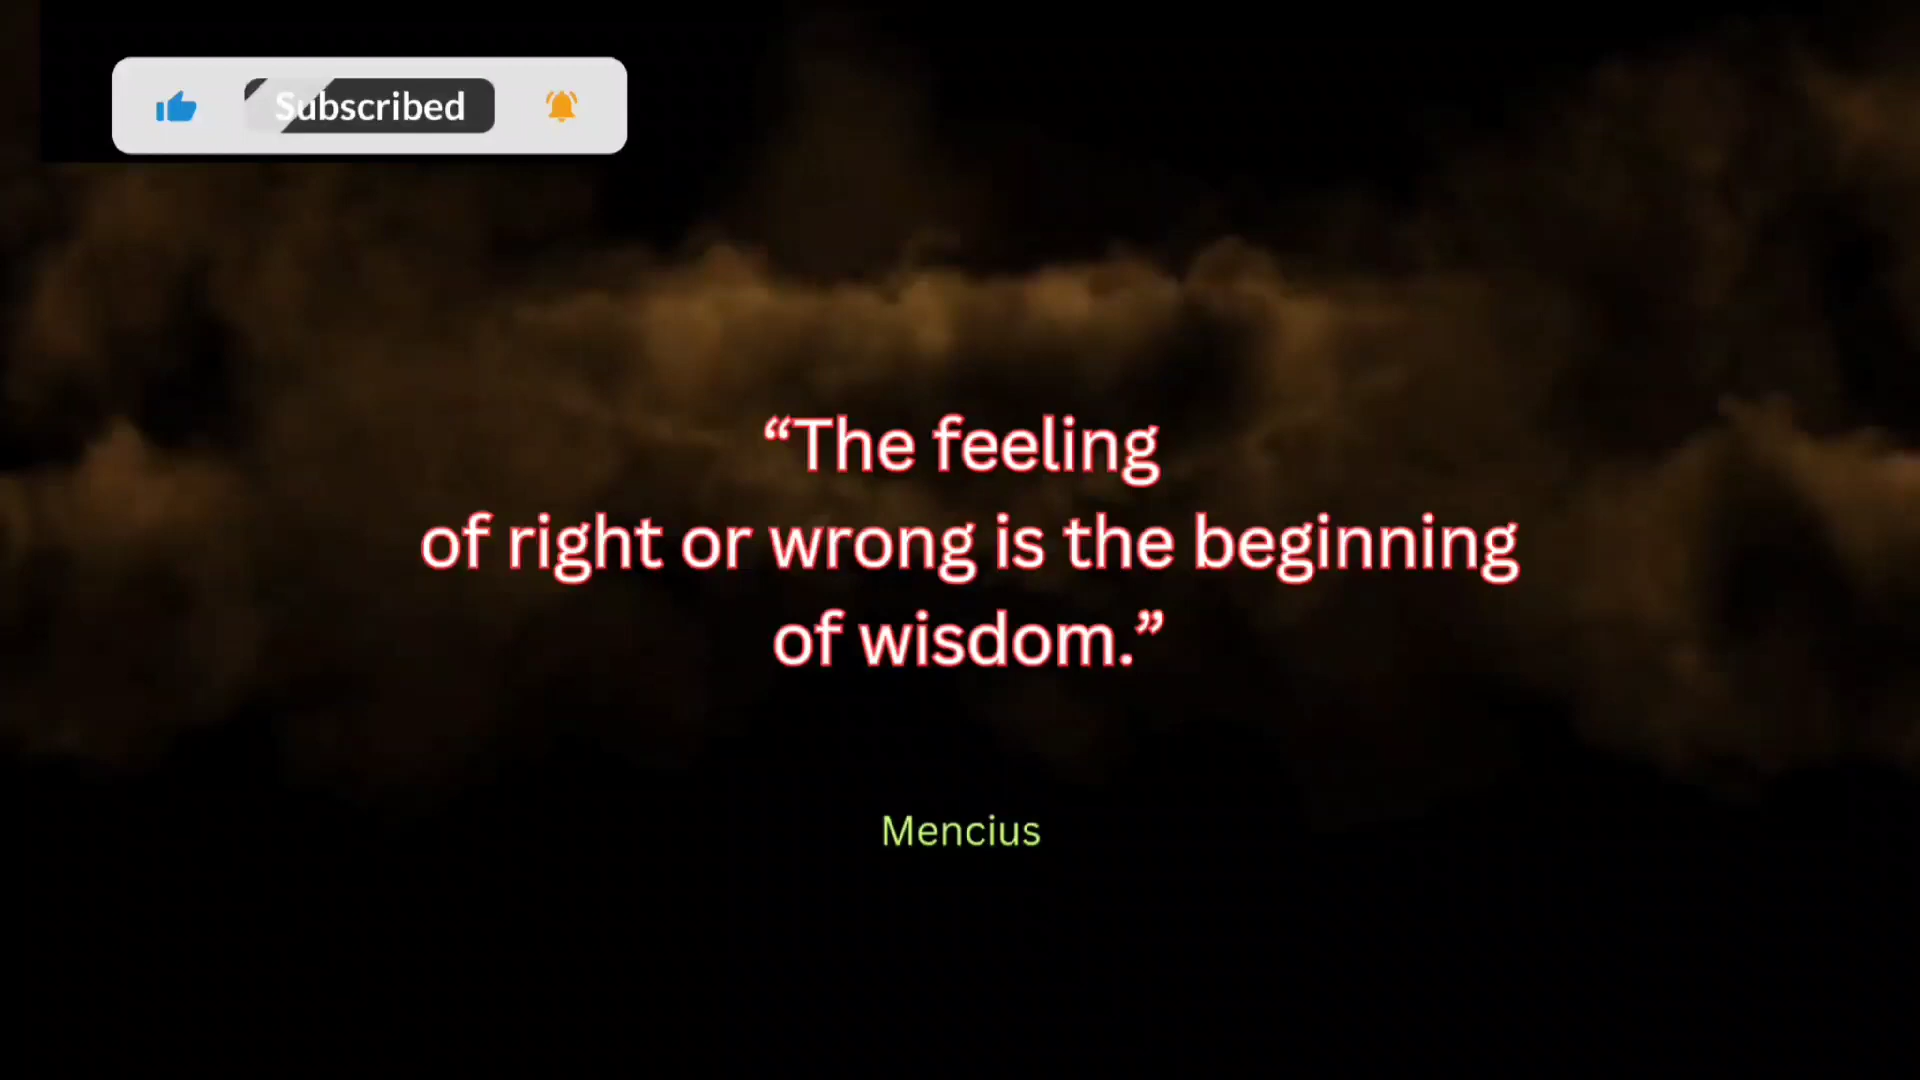 Subscribed
“The feeling
of right or wrong is the beginning
of wisdom.”
Mencius